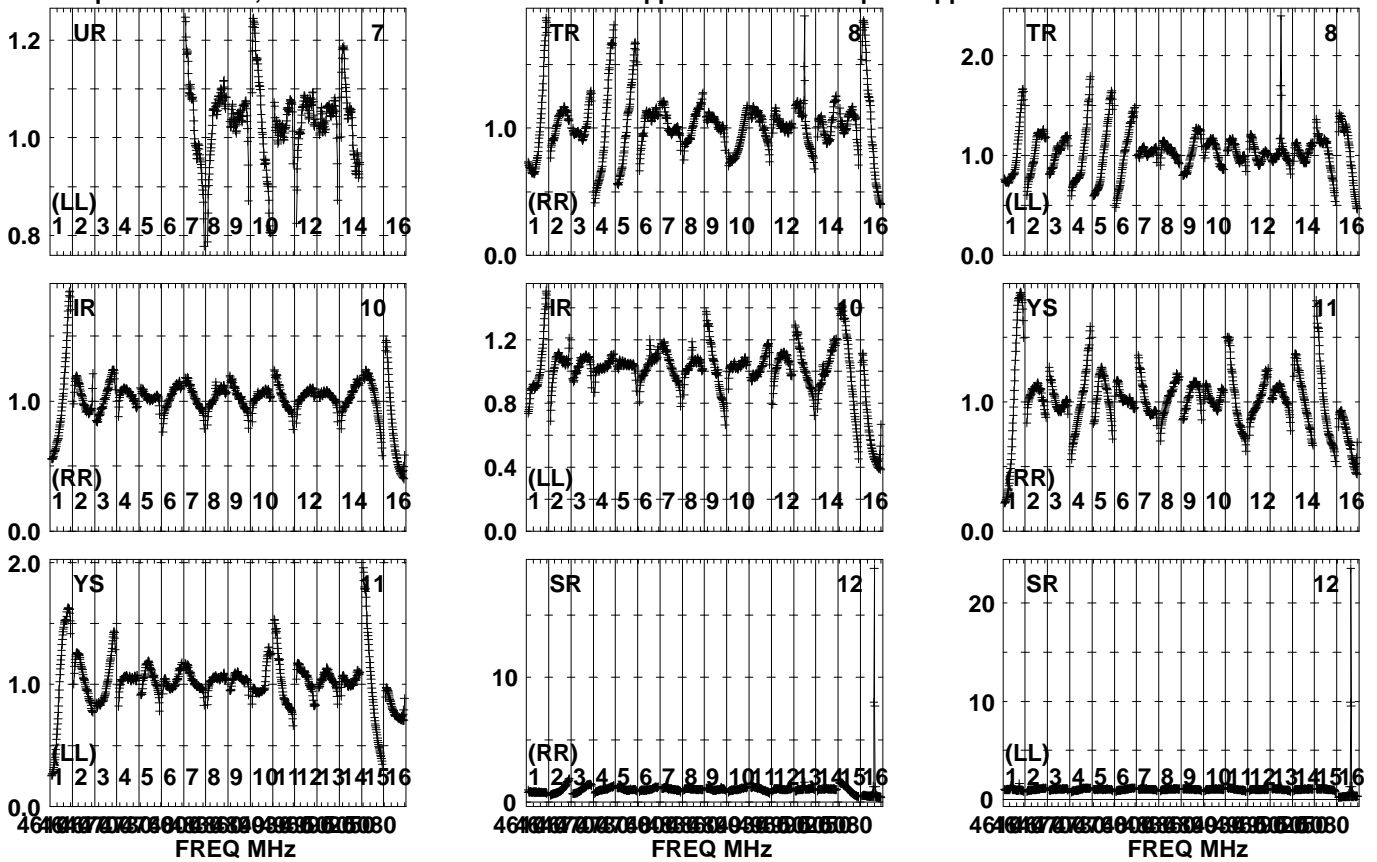 UR 7
1.2
1.0
0.8
(LL)
1 2 3 4 5 6 7 8 9 10 12 14 16
TR 8
1.0
0.0
(RR)
1 2 3 4 5 6 7 8 9 10 12 14 16
TR 8
2.0
1.0
0.0
(LL)
1 2 3 4 5 6 7 8 9 10 12 14 16
IR 10
1.0
0.0
(RR)
1 2 3 4 5 6 7 8 9 10 12 14 16
IR 10
1.2
0.8
0.4
0.0
(LL)
1 2 3 4 5 6 7 8 9 10 12 14 16
YS 11
1.0
0.0
(RR)
1 2 3 4 5 6 7 8 9 10 12 14 16
YS 11
2.0
1.0
0.0
(LL)
1 2 3 4 5 6 7 8 9 10 11 12 13 14 15 16
FREQ MHz
SR 12
10
0
(RR)
1 2 3 4 5 6 7 8 9 10 11 12 13 14 15 16
FREQ MHz
SR 12
20
10
0
(LL)
1 2 3 4 5 6 7 8 9 10 11 12 13 14 15 16
FREQ MHz